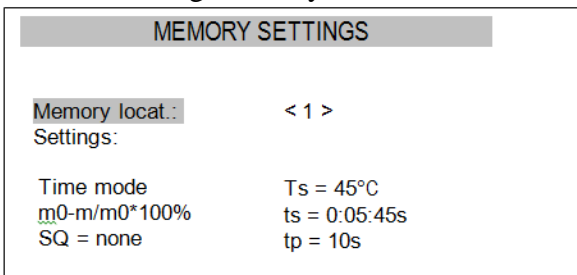 MEMORY SETTINGS
Memory locat.: < 1 >
Settings:
Time mode Ts = 45°C
m0-m/m0*100% ts = 0:05:45s
SQ = none tp = 10s